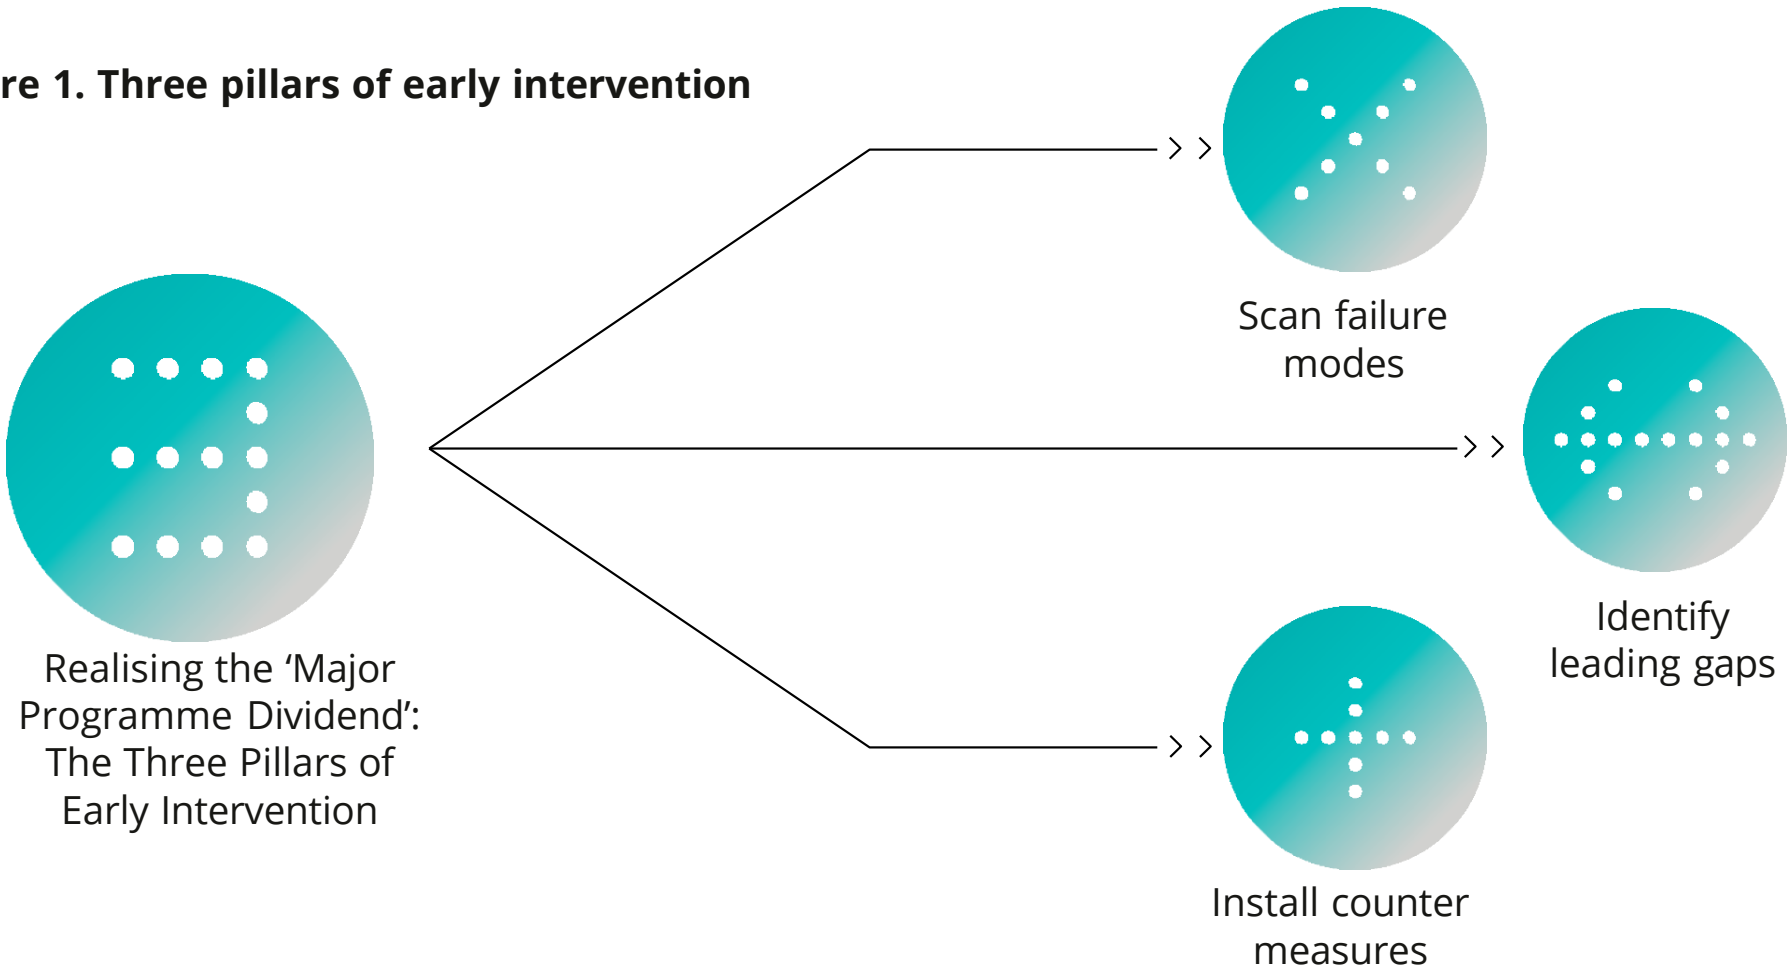 re 1. Three pillars of early intervention
Scan failure
modes
Identify
leading gaps
Realising the ‘Major
Programme Dividend’:
The Three Pillars of
Early Intervention
Install counter
measures